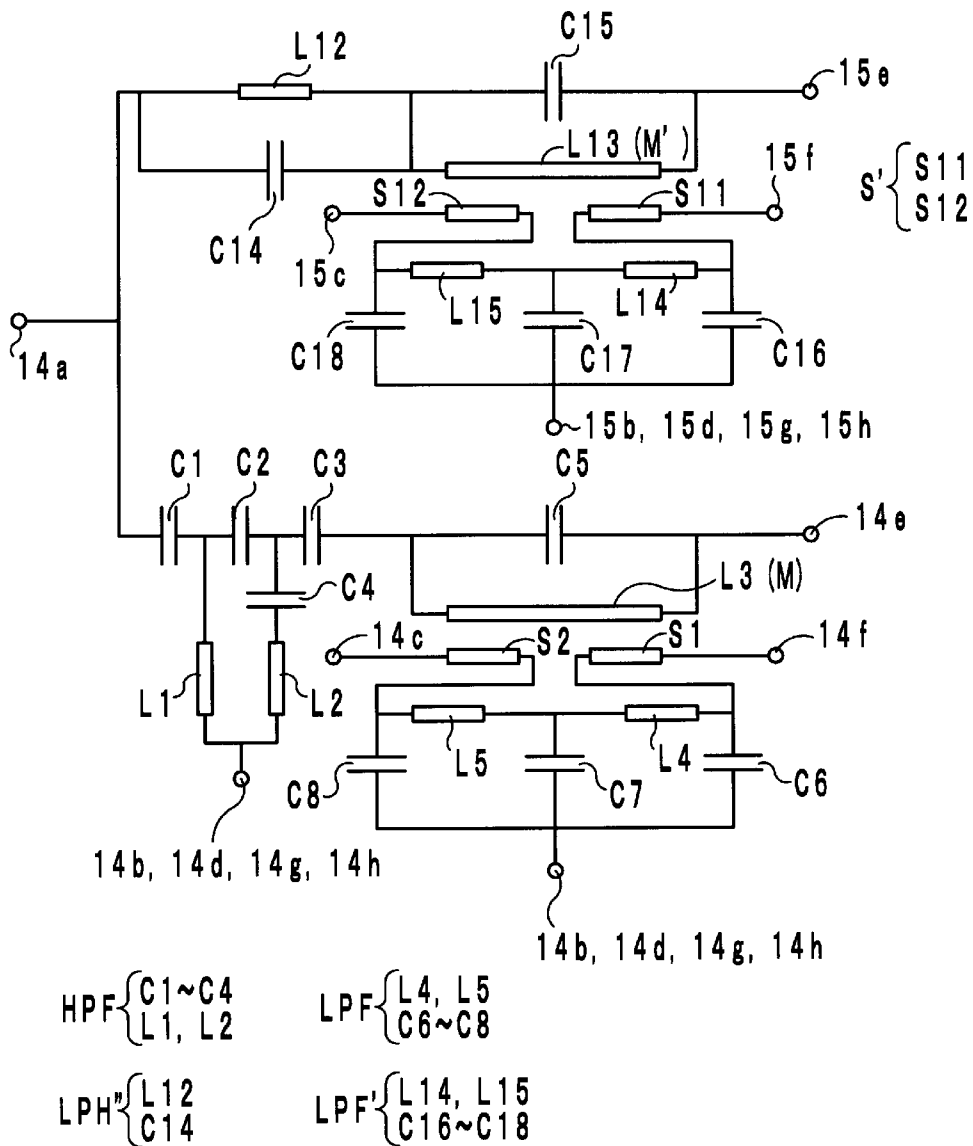 C15
L12
15e
L13 (M')
15f
S12
S11
S' { S11
S12
C14
15c
L15
L14
14a
C18
C17
C16
15b, 15d, 15g, 15h
C1
C2
C3
C5
14e
C4
L3 (M)
14c
S2
S1
14f
L1
L2
L5
L4
C8
C7
C6
14b, 14d, 14g, 14h
14b, 14d, 14g, 14h
HPF { C1~C4
L1, L2
LPF { L4, L5
C6~C8
LPH" { L12
C14
LPF' { L14, L15
C16~C18